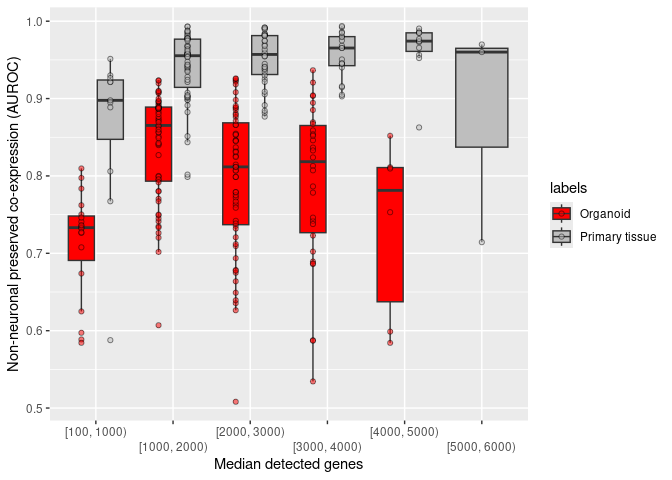 Non-neuronal preserved co-expression (AUROC)
1.0
0.9
0.8
0.7
0.6
0.5
[100, 1000)
[1000, 2000)
[2000, 3000)
[3000, 4000)
[4000, 5000)
[5000, 6000)
Median detected genes
labels
Organoid
Primary tissue